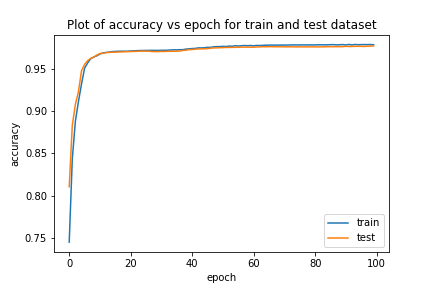 Plot of accuracy vs epoch for train and test dataset
accuracy
0.95
0.90
0.85
0.80
0.75
train
test
0 20 40 60 80 100
epoch